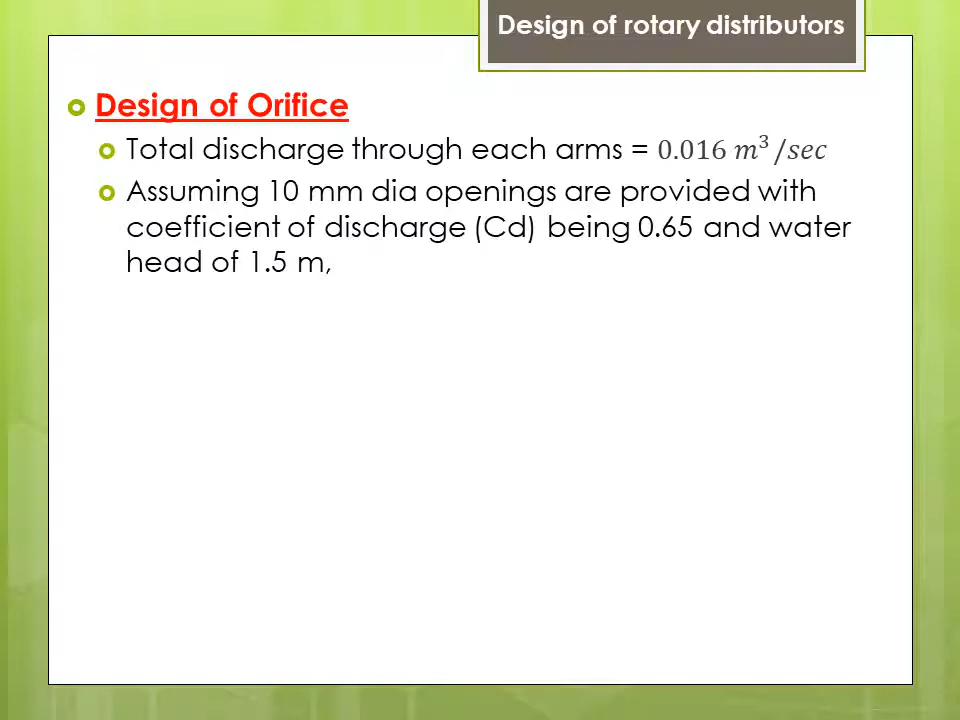 Design of rotary distributors
Design of Orifice
Total discharge through each arms = 0.016 m³/sec
Assuming 10 mm dia openings are provided with
coefficient of discharge (Cd) being 0.65 and water
head of 1.5 m,